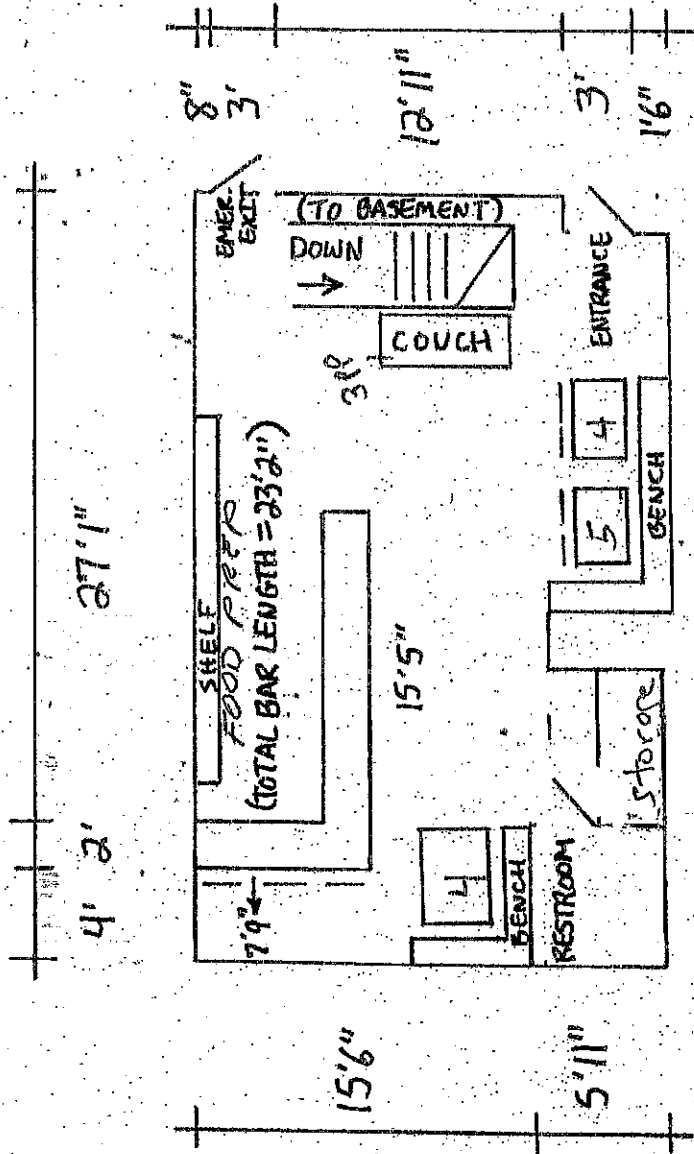 27'1"
4'
2'
8"
3'
12'11"
3'
1'6"
15'6"
5'11"
EMER.
EXIT
(TO BASEMENT)
DOWN
COUCH
SHELF
FOOD PREP
(TOTAL BAR LENGTH = 23'2")
15'5"
7'9"
ENTRANCE
4
5
BENCH
4
BENCH
RESTROOM
Storage